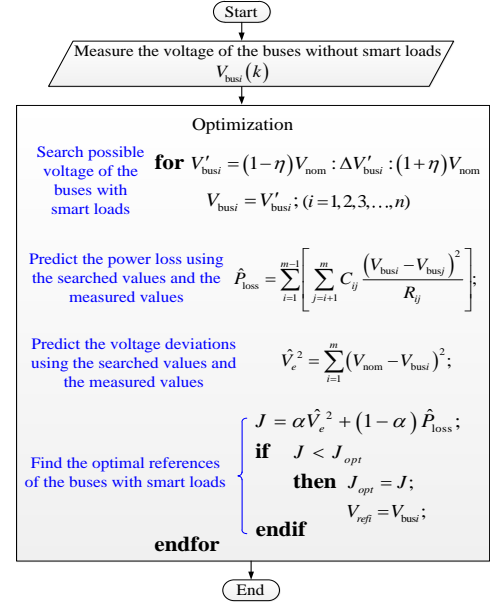 Start
Measure the voltage of the buses without smart loads
V_busi(k)
Optimization
Search possible
voltage of the
buses with
smart loads
for V′_busi = (1−η)V_nom : ΔV′_busi : (1+η)V_nom
V_busi = V′_busi; (i = 1,2,3,…,n)
Predict the power loss using
the searched values and the
measured values
P̂_loss = ∑_{i=1}^{m−1} [ ∑_{j=i+1}^{m} C_ij (V_busi − V_busj)² / R_ij ];
Predict the voltage deviations
using the searched values and
the measured values
V̂_e² = ∑_{i=1}^{m} (V_nom − V_busi)²;
Find the optimal references
of the buses with smart loads
J = αV̂_e² + (1−α) P̂_loss;
if J < J_opt
then J_opt = J;
V_refi = V_busi;
endif
endfor
End